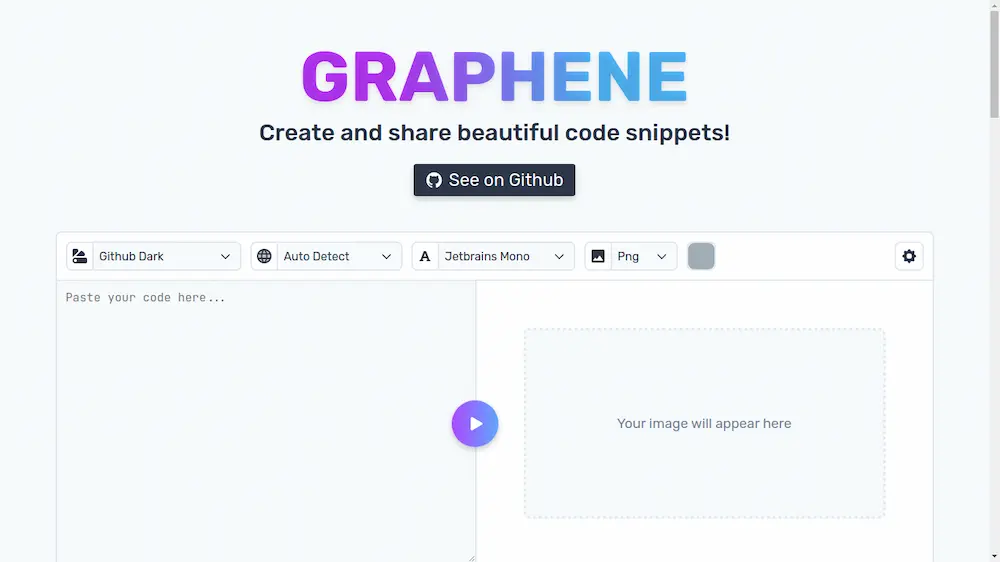 GRAPHENE
Create and share beautiful code snippets!
See on Github
Github Dark
Auto Detect
A
Jetbrains Mono
Png
Paste your code here...
Your image will appear here